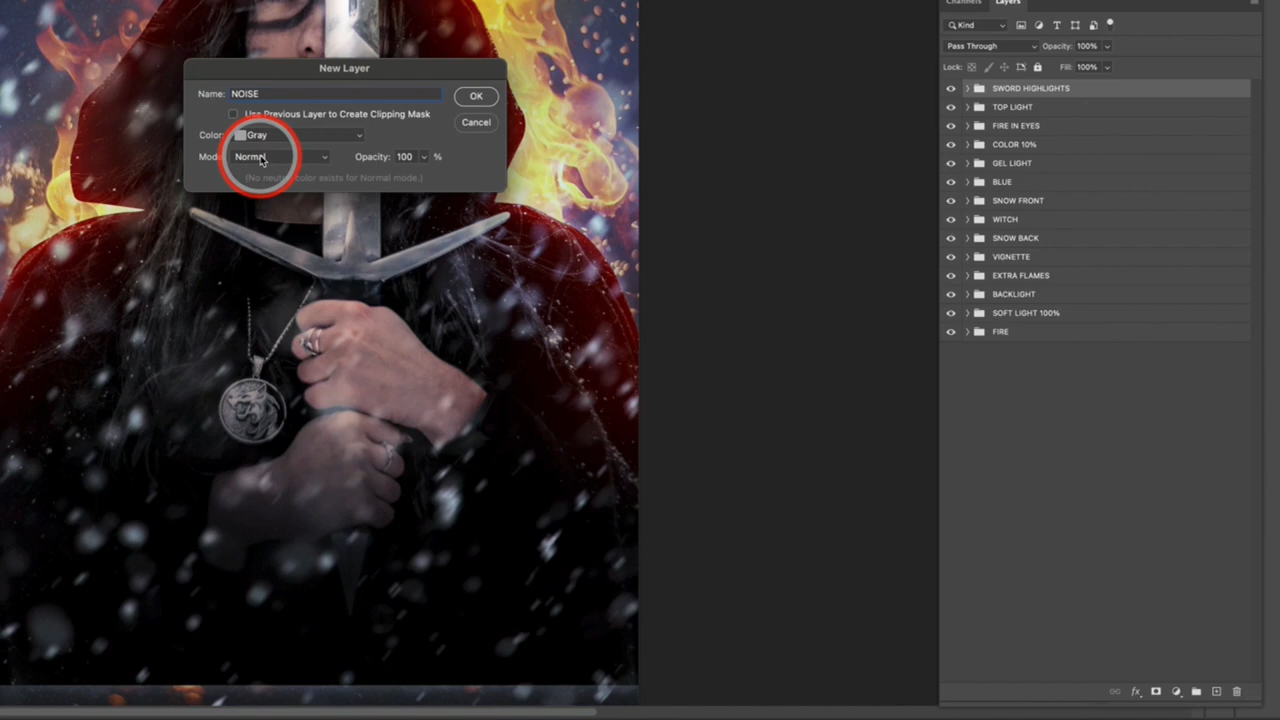 New Layer
Name: NOISE
OK
Use Previous Layer to Create Clipping Mask
Color: Gray
Cancel
Mode: Normal Opacity: 100 %
(No neutral color exists for Normal mode.)
Channels Layers
Kind
Pass Through Opacity: 100%
Lock: Fill: 100%
SWORD HIGHLIGHTS
TOP LIGHT
FIRE IN EYES
COLOR 10%
GEL LIGHT
BLUE
SNOW FRONT
WITCH
SNOW BACK
VIGNETTE
EXTRA FLAMES
BACKLIGHT
SOFT LIGHT 100%
FIRE
fx